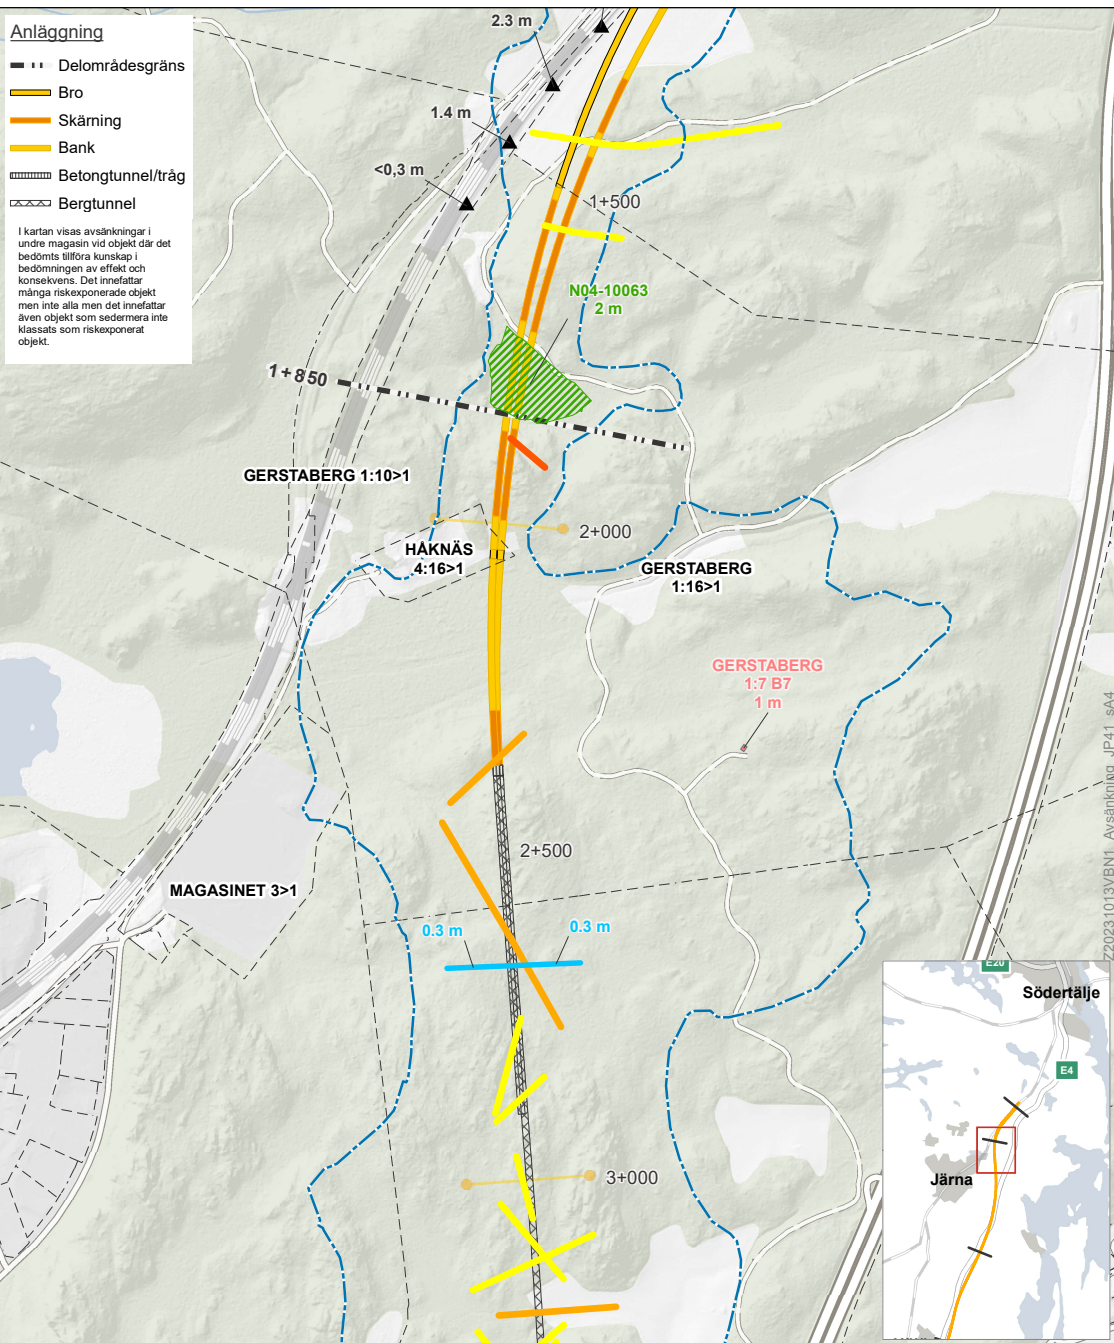 Anläggning
Delområdesgräns
Bro
Skärning
Bank
Betongtunnel/tråg
Bergtunnel
I kartan visas avsänkningar i
undre magasin vid objekt där det
bedömts tillföra kunskap i
bedömningen av effekt och
konsekvens. Det innefattar
många riskexponerade objekt
men inte alla men det innefattar
även objekt som sedermera inte
klassats som riskexponerat
objekt.
2.3 m
1.4 m
<0,3 m
1+500
N04-10063
2 m
1+850
GERSTABERG 1:10>1
2+000
HÅKNÄS
4:16>1
GERSTABERG
1:16>1
GERSTABERG
1:7 B7
1 m
2+500
MAGASINET 3>1
0.3 m
0.3 m
3+000
Z20231013VBN1_Avsänkning_JP41_sA4
E20
Södertälje
E4
Järna